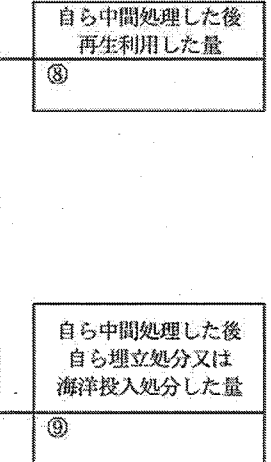 自ら中間処理した後
再生利用した量
⑧
自ら中間処理した後
自ら埋立処分又は
海洋投入処分した量
⑨